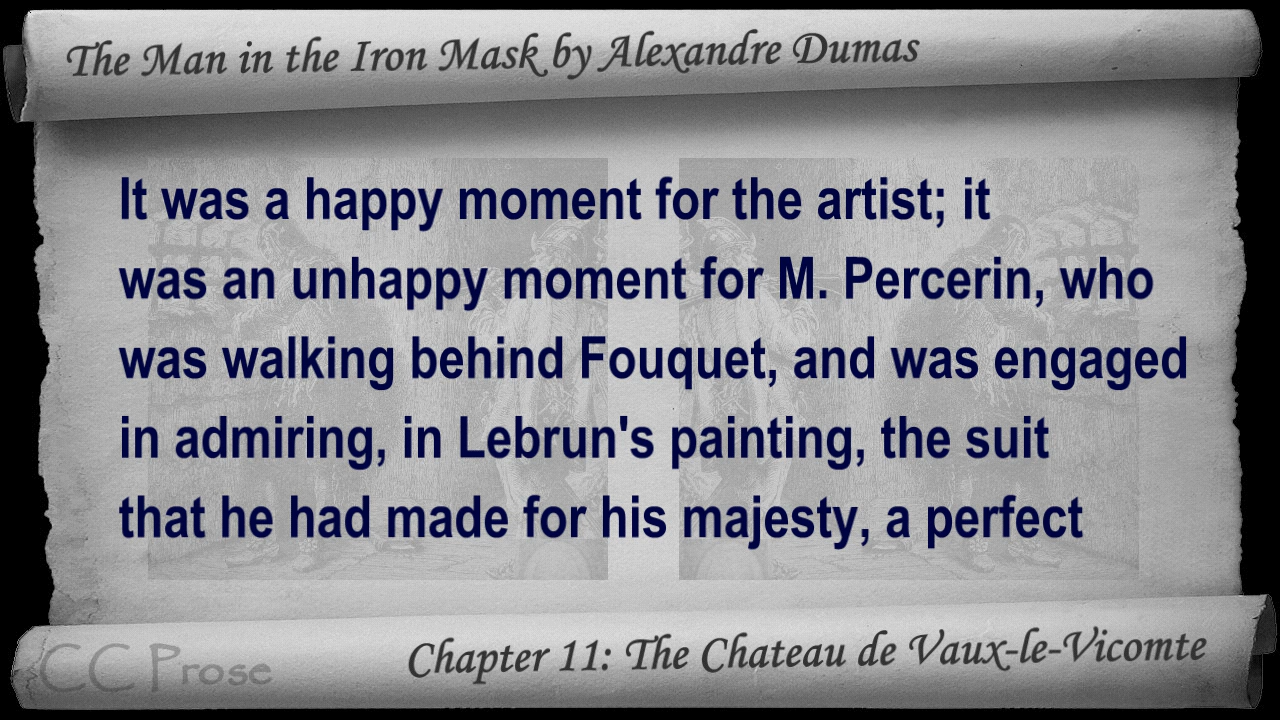 The Man in the Iron Mask by Alexandre Dumas
It was a happy moment for the artist; it
was an unhappy moment for M. Percerin, who
was walking behind Fouquet, and was engaged
in admiring, in Lebrun's painting, the suit
that he had made for his majesty, a perfect
CC Prose
Chapter 11: The Chateau de Vaux-le-Vicomte